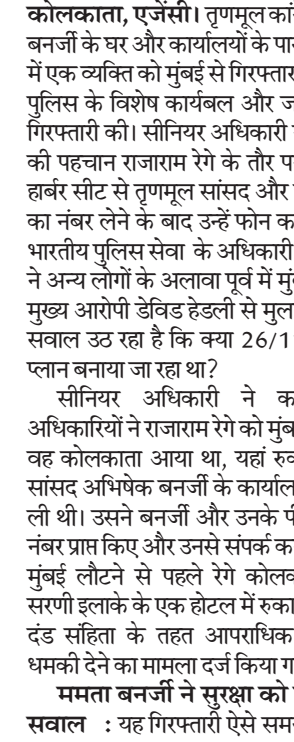 कोलकाता, एजेंसी। तृणमूल कां
बनर्जी के घर और कार्यालयों के पा
में एक व्यक्ति को मुंबई से गिरफ्तार
पुलिस के विशेष कार्यबल और ज
गिरफ्तारी की। सीनियर अधिकारी
की पहचान राजाराम रेगे के तौर प
हार्बर सीट से तृणमूल सांसद और
का नंबर लेने के बाद उन्हें फोन क
भारतीय पुलिस सेवा के अधिकारी
ने अन्य लोगों के अलावा पूर्व में मुं
मुख्य आरोपी डेविड हेडली से मुल
सवाल उठ रहा है कि क्या 26/1
प्लान बनाया जा रहा था?
सीनियर अधिकारी ने क
अधिकारियों ने राजाराम रेगे को मुंब
वह कोलकाता आया था, यहां रु
सांसद अभिषेक बनर्जी के कार्याल
ली थी। उसने बनर्जी और उनके प
नंबर प्राप्त किए और उनसे संपर्क क
मुंबई लौटने से पहले रेगे कोल
सरणी इलाके के एक होटल में रुका
दंड संहिता के तहत आपराधिक
धमकी देने का मामला दर्ज किया ग
ममता बनर्जी ने सुरक्षा को
सवाल : यह गिरफ्तारी ऐसे सम